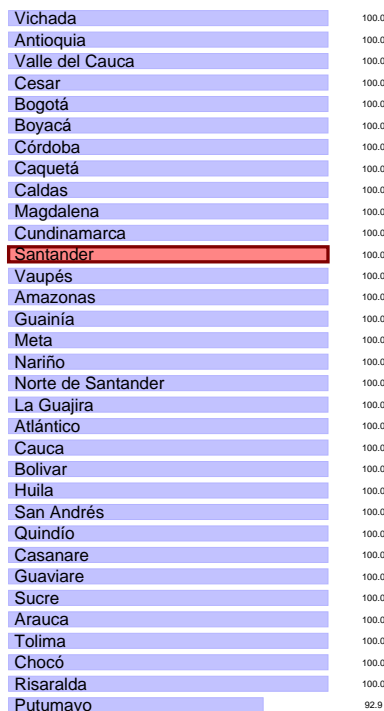 Vichada 100.0
Antioquia 100.0
Valle del Cauca 100.0
Cesar 100.0
Bogotá 100.0
Boyacá 100.0
Córdoba 100.0
Caquetá 100.0
Caldas 100.0
Magdalena 100.0
Cundinamarca 100.0
Santander 100.0
Vaupés 100.0
Amazonas 100.0
Guainía 100.0
Meta 100.0
Nariño 100.0
Norte de Santander 100.0
La Guajira 100.0
Atlántico 100.0
Cauca 100.0
Bolivar 100.0
Huila 100.0
San Andrés 100.0
Quindío 100.0
Casanare 100.0
Guaviare 100.0
Sucre 100.0
Arauca 100.0
Tolima 100.0
Chocó 100.0
Risaralda 100.0
Putumayo 92.9